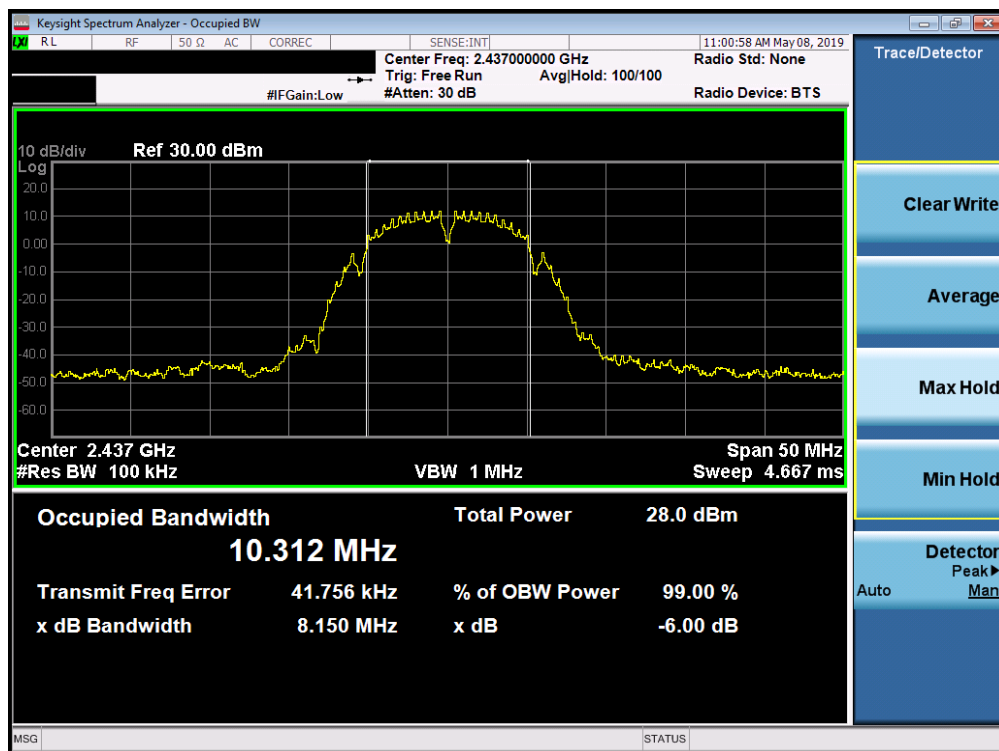 Keysight Spectrum Analyzer - Occupied BW
LXI RL RF 50 Ω AC CORREC SENSE:INT 11:00:58 AM May 08, 2019
Center Freq: 2.437000000 GHz Radio Std: None
Trig: Free Run Avg|Hold: 100/100
#IFGain:Low #Atten: 30 dB Radio Device: BTS
10 dB/div Ref 30.00 dBm
Log
20.0
10.0
0.00
-10.0
-20.0
-30.0
-40.0
-50.0
-60.0
Center 2.437 GHz Span 50 MHz
#Res BW 100 kHz VBW 1 MHz Sweep 4.667 ms
Occupied Bandwidth Total Power 28.0 dBm
10.312 MHz
Transmit Freq Error 41.756 kHz % of OBW Power 99.00 %
x dB Bandwidth 8.150 MHz x dB -6.00 dB
MSG STATUS
Trace/Detector
Clear Write
Average
Max Hold
Min Hold
Detector
Peak▶
Auto Man